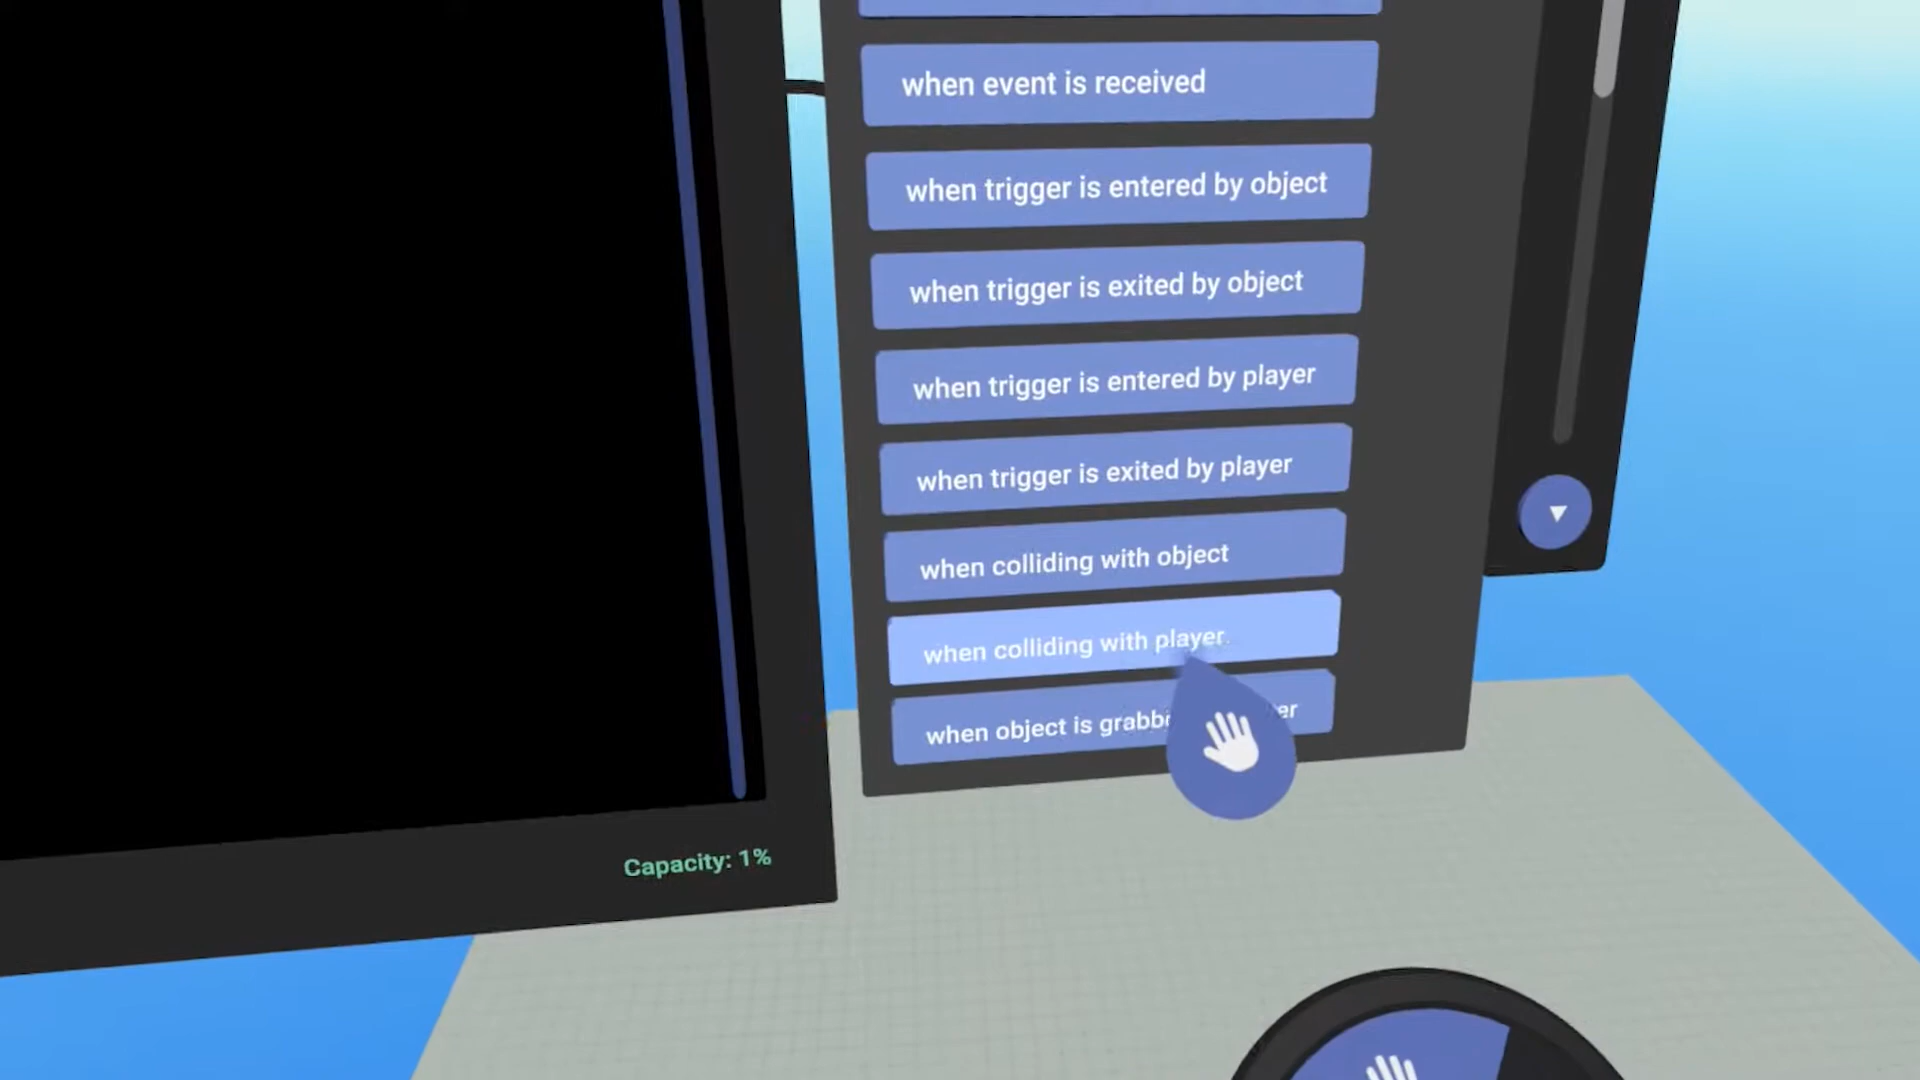 when event is received
when trigger is entered by object
when trigger is exited by object
when trigger is entered by player
when trigger is exited by player
when colliding with object
when colliding with player
when object is
Capacity: 1%